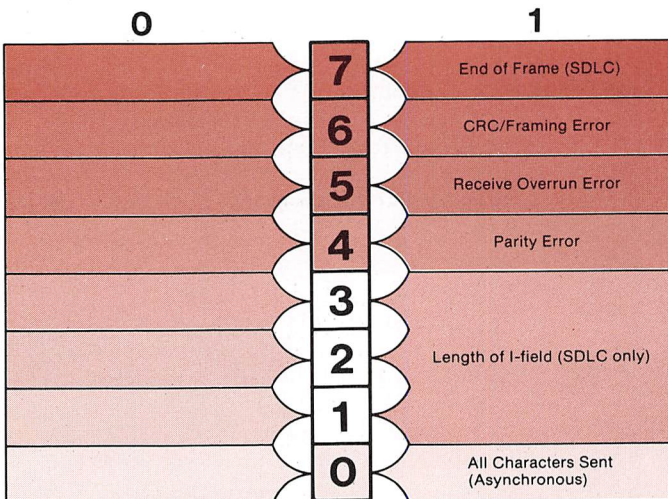 0 1
7 End of Frame (SDLC)
6 CRC/Framing Error
5 Receive Overrun Error
4 Parity Error
3
2 Length of I-field (SDLC only)
1
0 All Characters Sent
(Asynchronous)